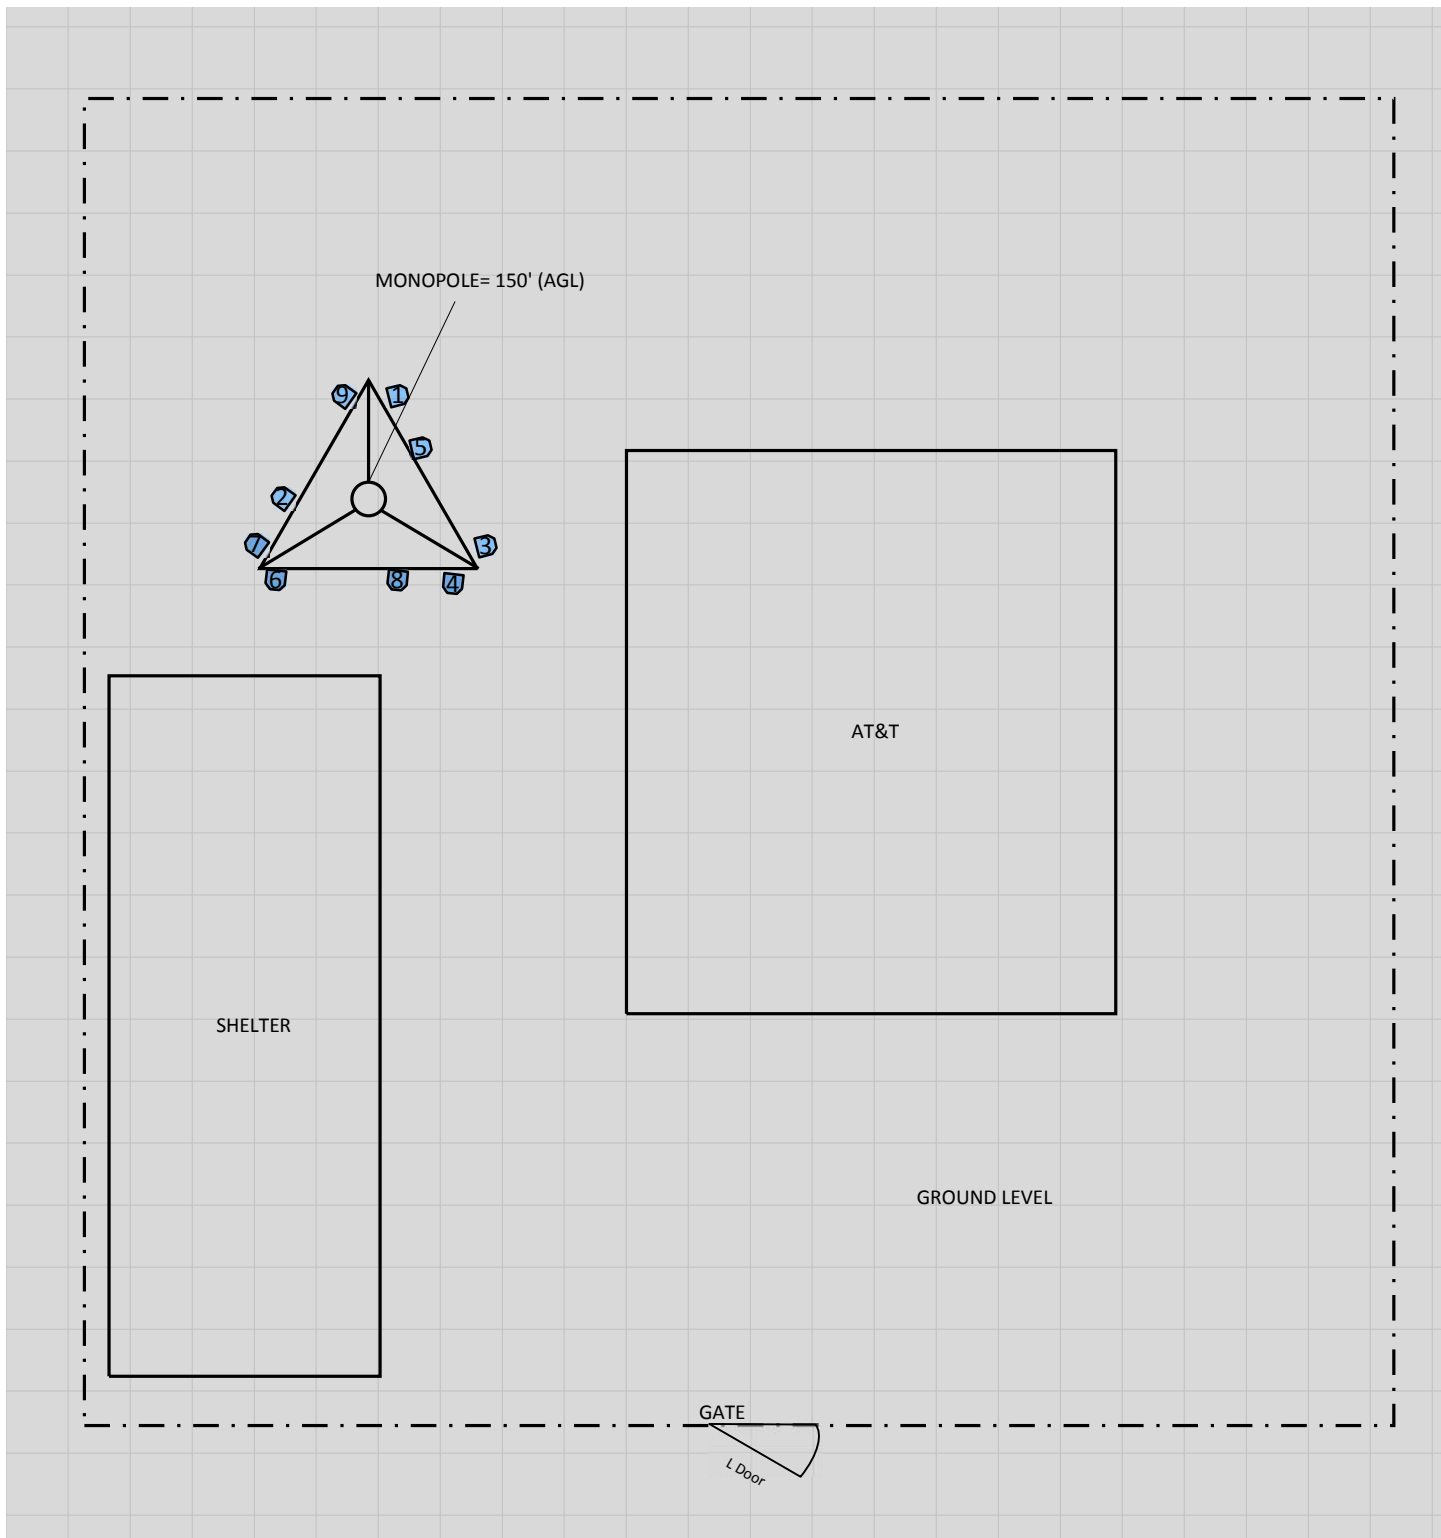 MONOPOLE= 150' (AGL)
9
1
5
2
7
3
6
8
4
AT&T
SHELTER
GROUND LEVEL
GATE
L Door